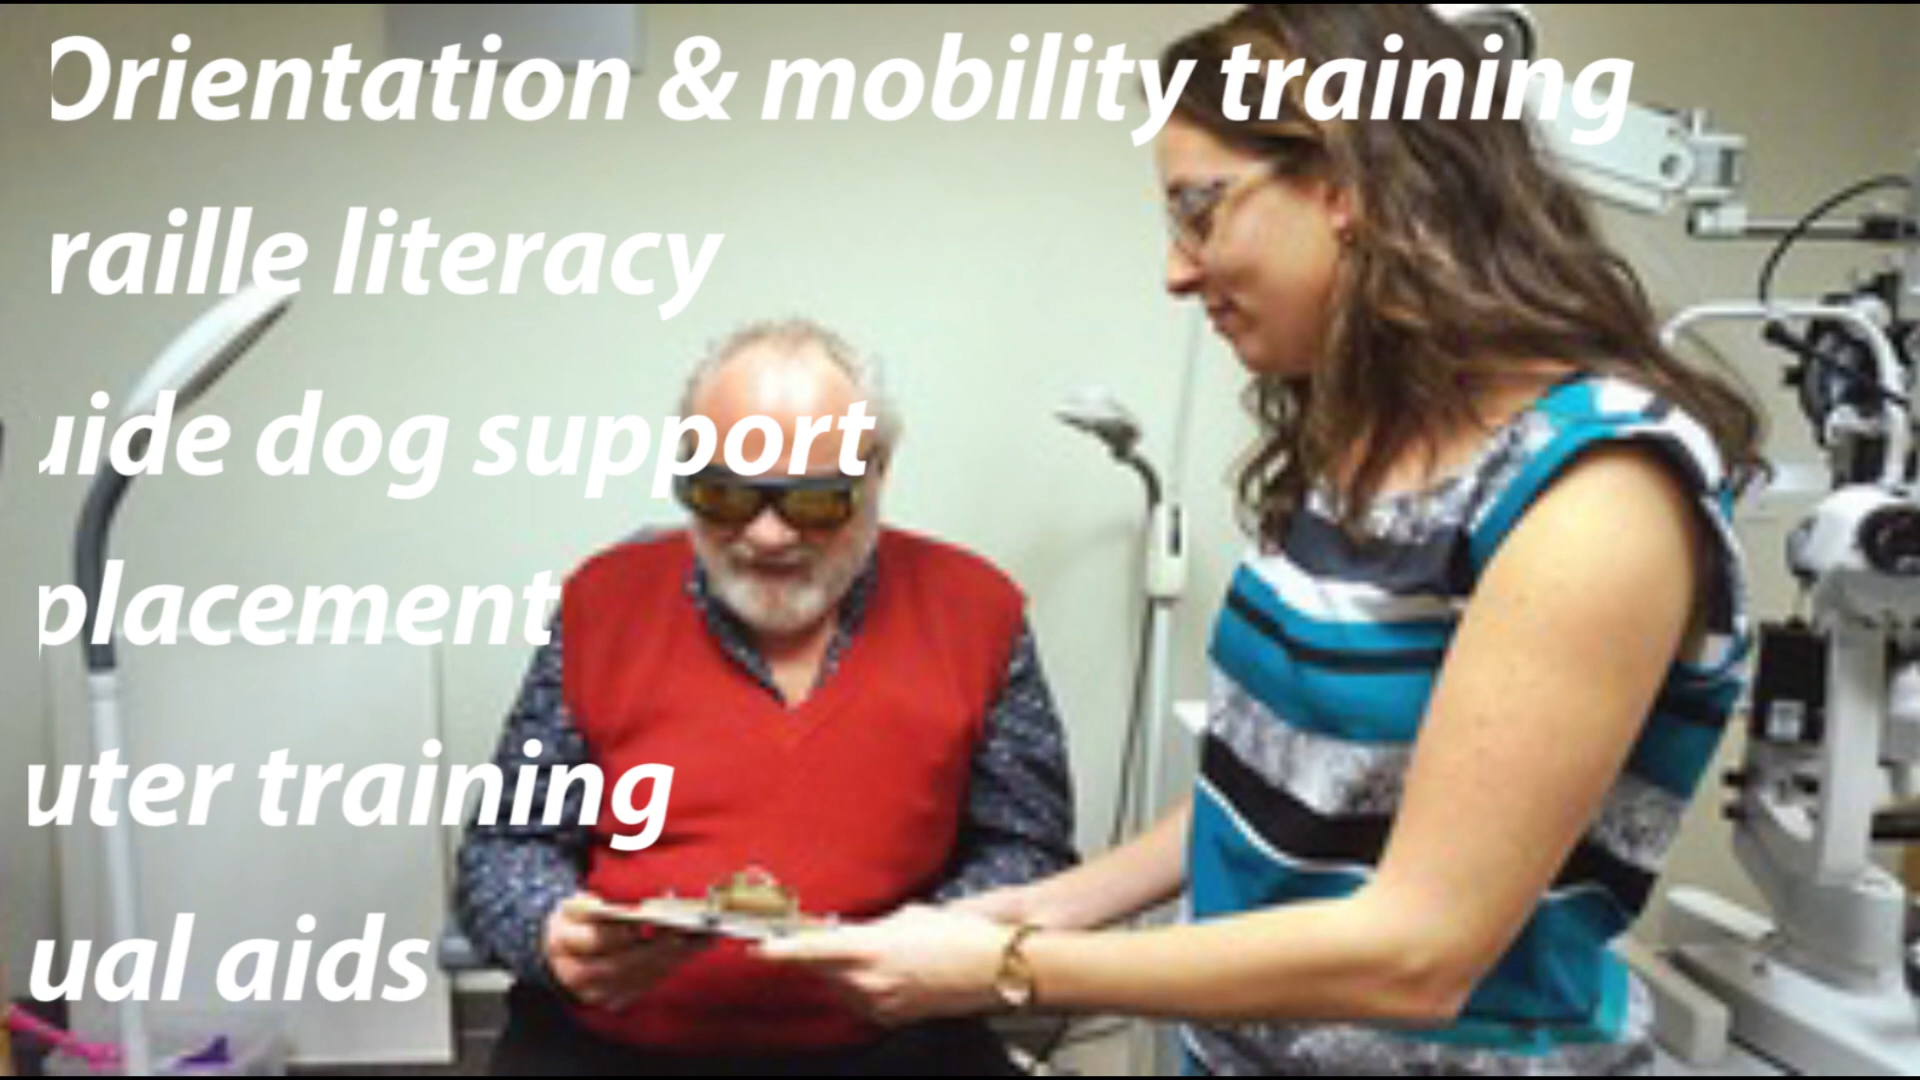 Orientation & mobility training
raille literacy
uide dog support
placement
uter training
ual aids